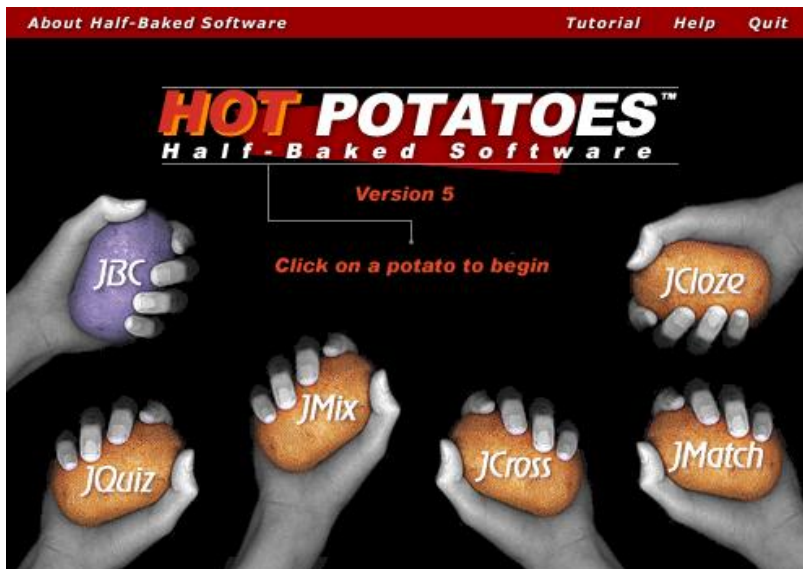 About Half-Baked Software Tutorial Help Quit
HOT POTATOES™
Half-Baked Software
Version 5
Click on a potato to begin
JBC
JCloze
JMix
JQuiz
JCross
JMatch